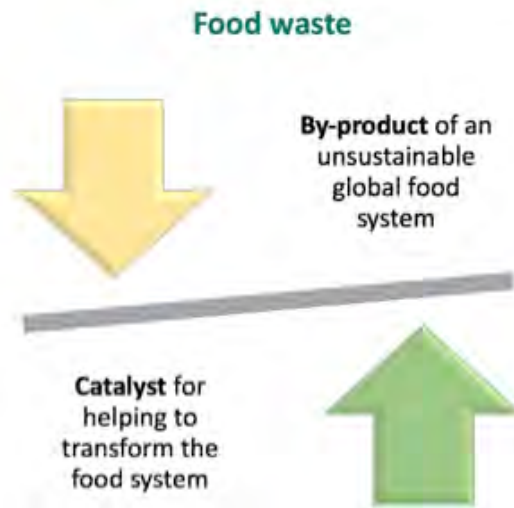 Food waste
By-product of an
unsustainable
global food
system
Catalyst for
helping to
transform the
food system